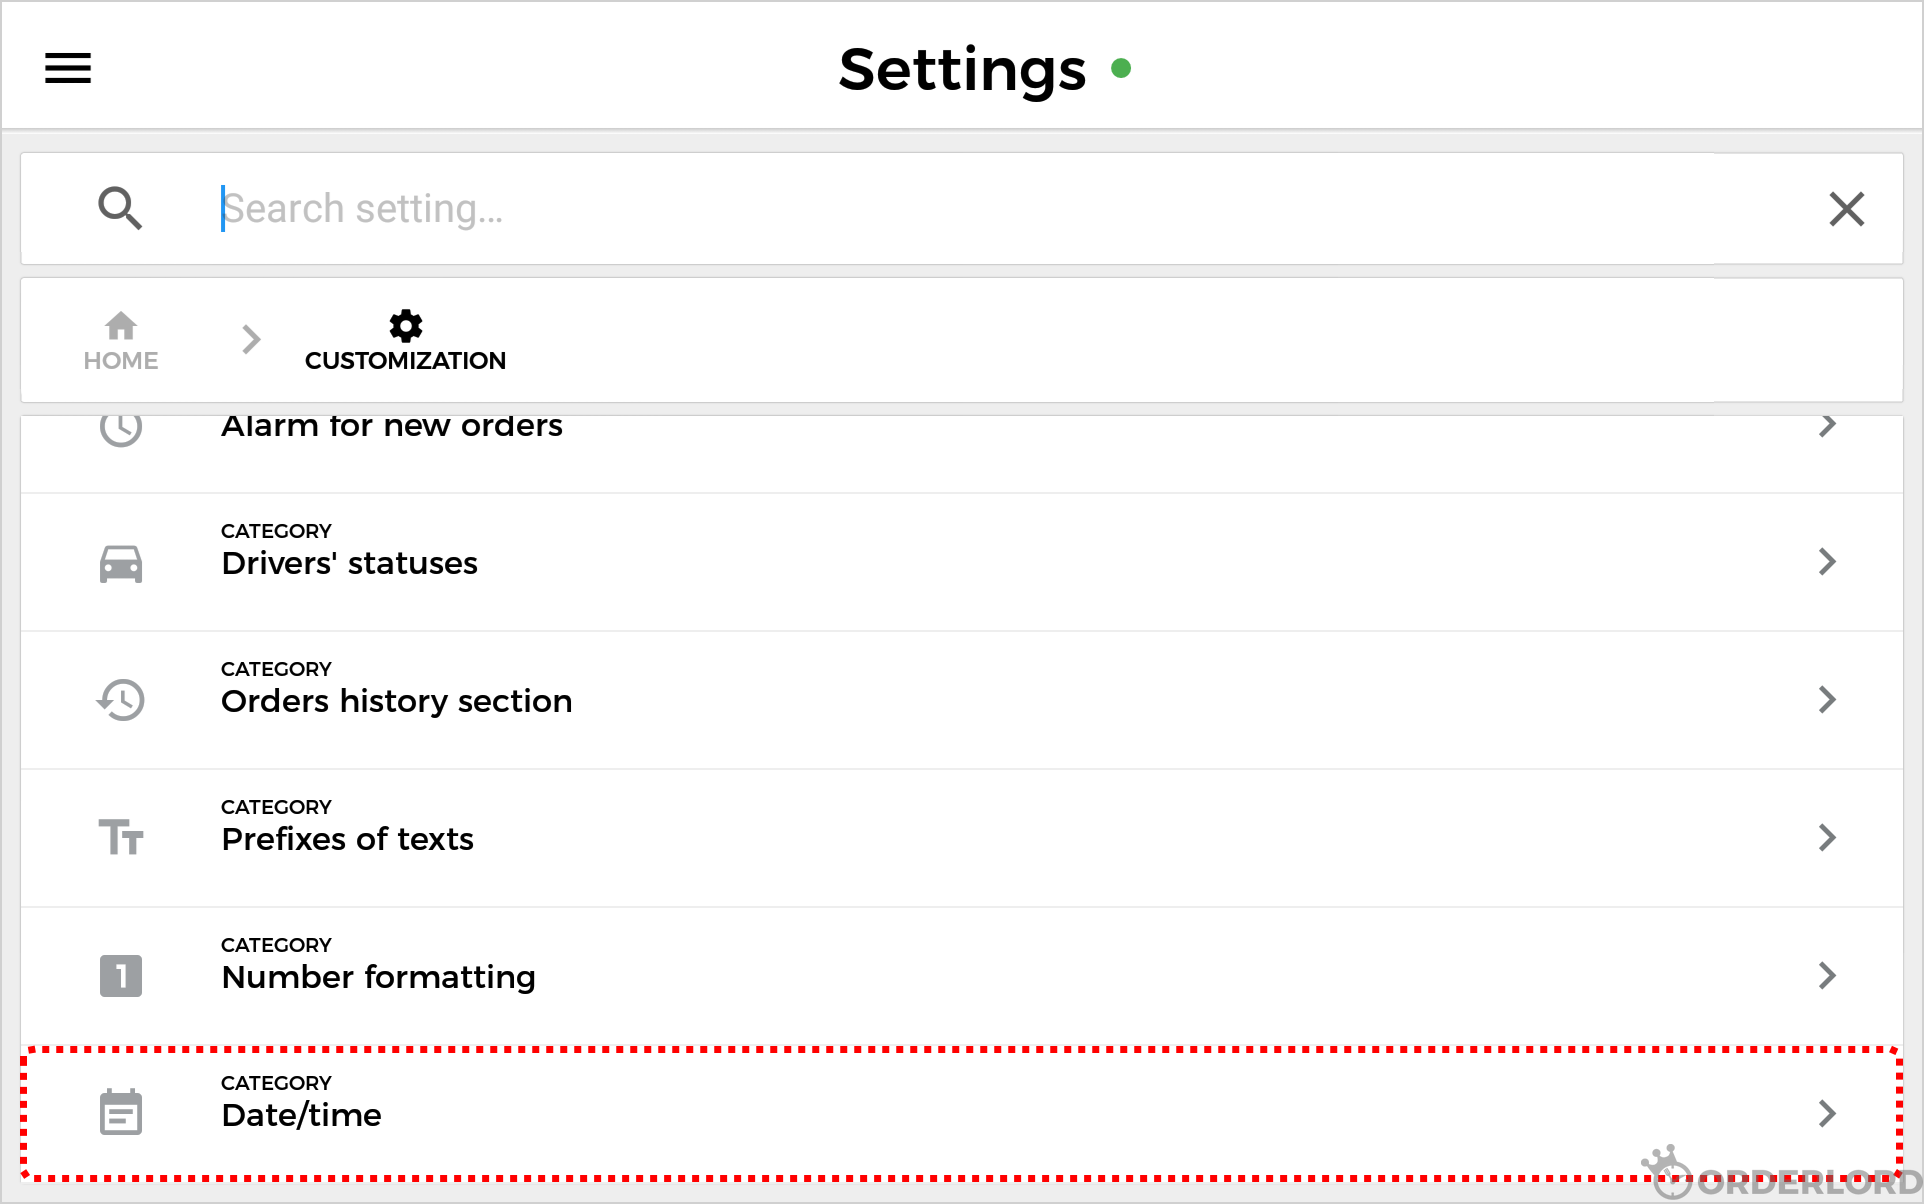 Settings
Search setting...
HOME
CUSTOMIZATION
Alarm for new orders
CATEGORY
Drivers' statuses
CATEGORY
Orders history section
CATEGORY
Prefixes of texts
CATEGORY
1
Number formatting
CATEGORY
Date/time
ORDERLORD